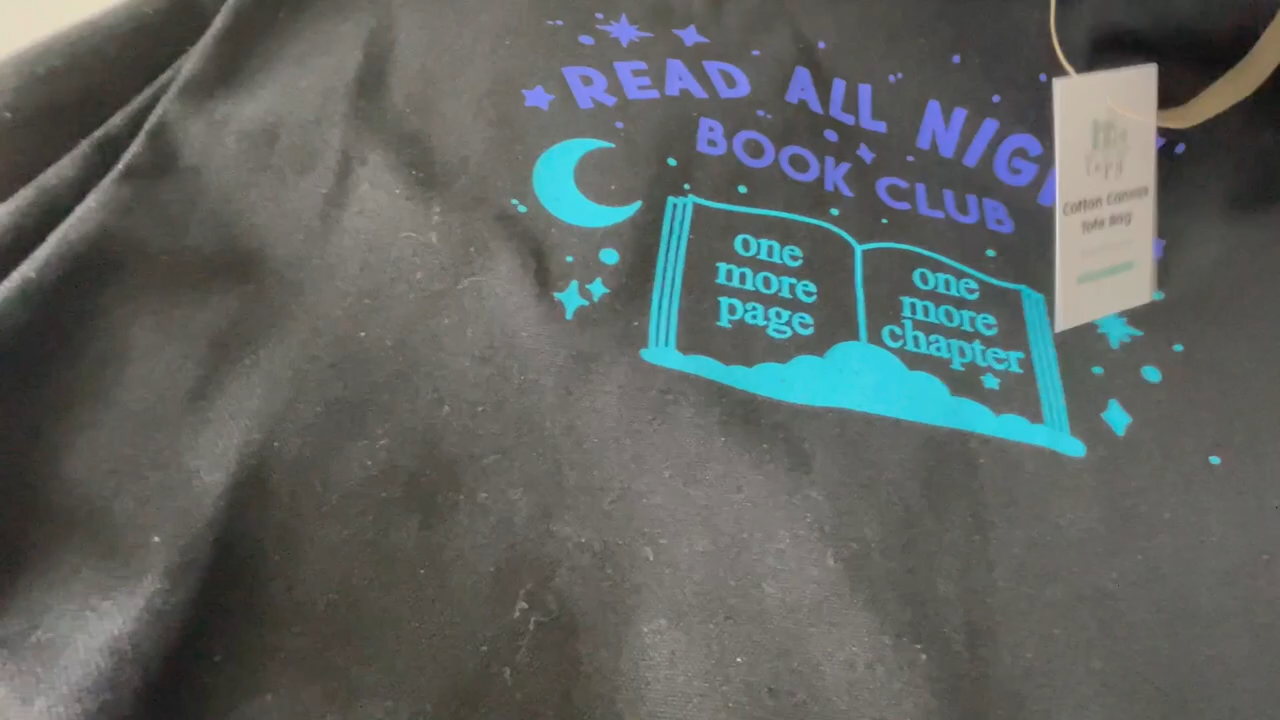 READ ALL NIG
BOOK CLUB
one
more
page
one
more
chapter
Cotton Canvas
Tote Bag